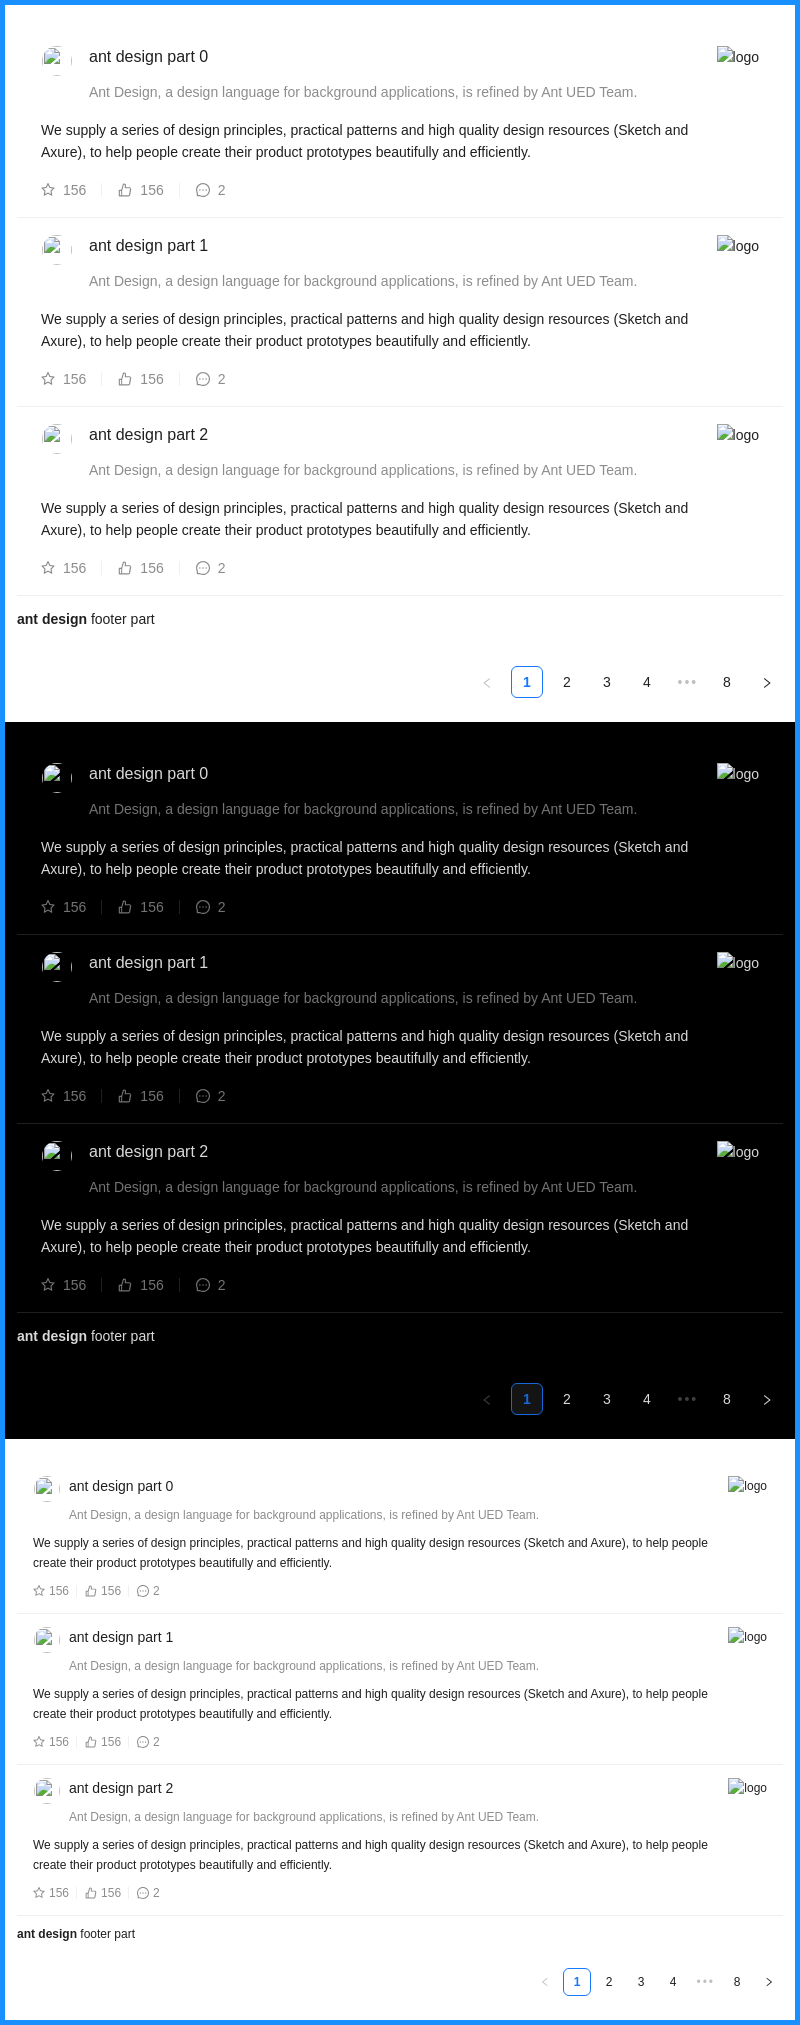 ant design part 0
logo
Ant Design, a design language for background applications, is refined by Ant UED Team.
We supply a series of design principles, practical patterns and high quality design resources (Sketch and
Axure), to help people create their product prototypes beautifully and efficiently.
156 156 2
ant design part 1
logo
Ant Design, a design language for background applications, is refined by Ant UED Team.
We supply a series of design principles, practical patterns and high quality design resources (Sketch and
Axure), to help people create their product prototypes beautifully and efficiently.
156 156 2
ant design part 2
logo
Ant Design, a design language for background applications, is refined by Ant UED Team.
We supply a series of design principles, practical patterns and high quality design resources (Sketch and
Axure), to help people create their product prototypes beautifully and efficiently.
156 156 2
ant design footer part
1 2 3 4 ••• 8
ant design part 0
logo
Ant Design, a design language for background applications, is refined by Ant UED Team.
We supply a series of design principles, practical patterns and high quality design resources (Sketch and
Axure), to help people create their product prototypes beautifully and efficiently.
156 156 2
ant design part 1
logo
Ant Design, a design language for background applications, is refined by Ant UED Team.
We supply a series of design principles, practical patterns and high quality design resources (Sketch and
Axure), to help people create their product prototypes beautifully and efficiently.
156 156 2
ant design part 2
logo
Ant Design, a design language for background applications, is refined by Ant UED Team.
We supply a series of design principles, practical patterns and high quality design resources (Sketch and
Axure), to help people create their product prototypes beautifully and efficiently.
156 156 2
ant design footer part
1 2 3 4 ••• 8
ant design part 0
logo
Ant Design, a design language for background applications, is refined by Ant UED Team.
We supply a series of design principles, practical patterns and high quality design resources (Sketch and Axure), to help people
create their product prototypes beautifully and efficiently.
156 156 2
ant design part 1
logo
Ant Design, a design language for background applications, is refined by Ant UED Team.
We supply a series of design principles, practical patterns and high quality design resources (Sketch and Axure), to help people
create their product prototypes beautifully and efficiently.
156 156 2
ant design part 2
logo
Ant Design, a design language for background applications, is refined by Ant UED Team.
We supply a series of design principles, practical patterns and high quality design resources (Sketch and Axure), to help people
create their product prototypes beautifully and efficiently.
156 156 2
ant design footer part
1 2 3 4 ••• 8